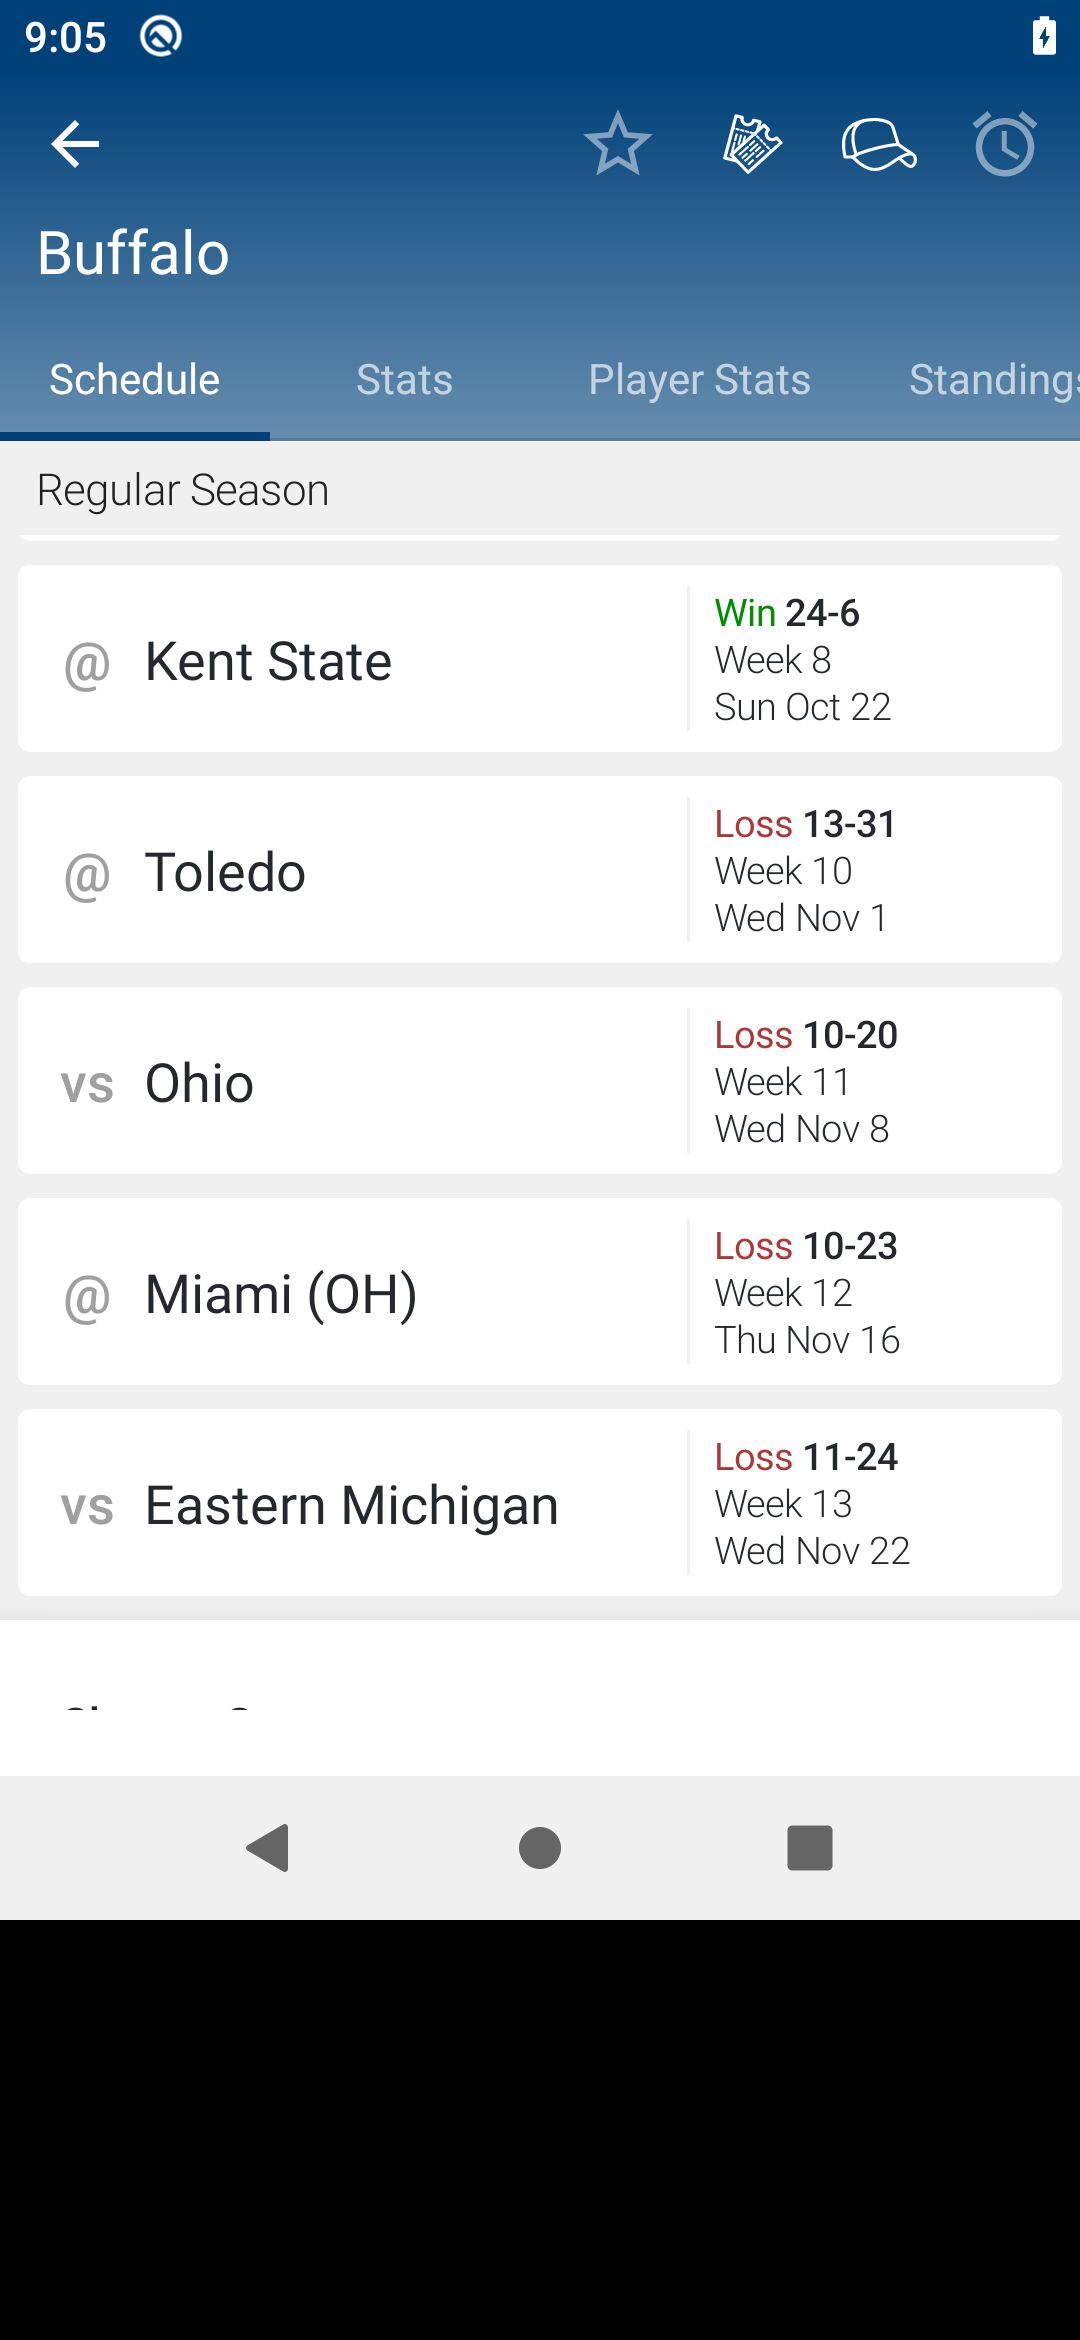 9:05
Buffalo
Schedule Stats Player Stats Standings
Regular Season
@ Kent State
Win 24-6
Week 8
Sun Oct 22
@ Toledo
Loss 13-31
Week 10
Wed Nov 1
vs Ohio
Loss 10-20
Week 11
Wed Nov 8
@ Miami (OH)
Loss 10-23
Week 12
Thu Nov 16
vs Eastern Michigan
Loss 11-24
Week 13
Wed Nov 22